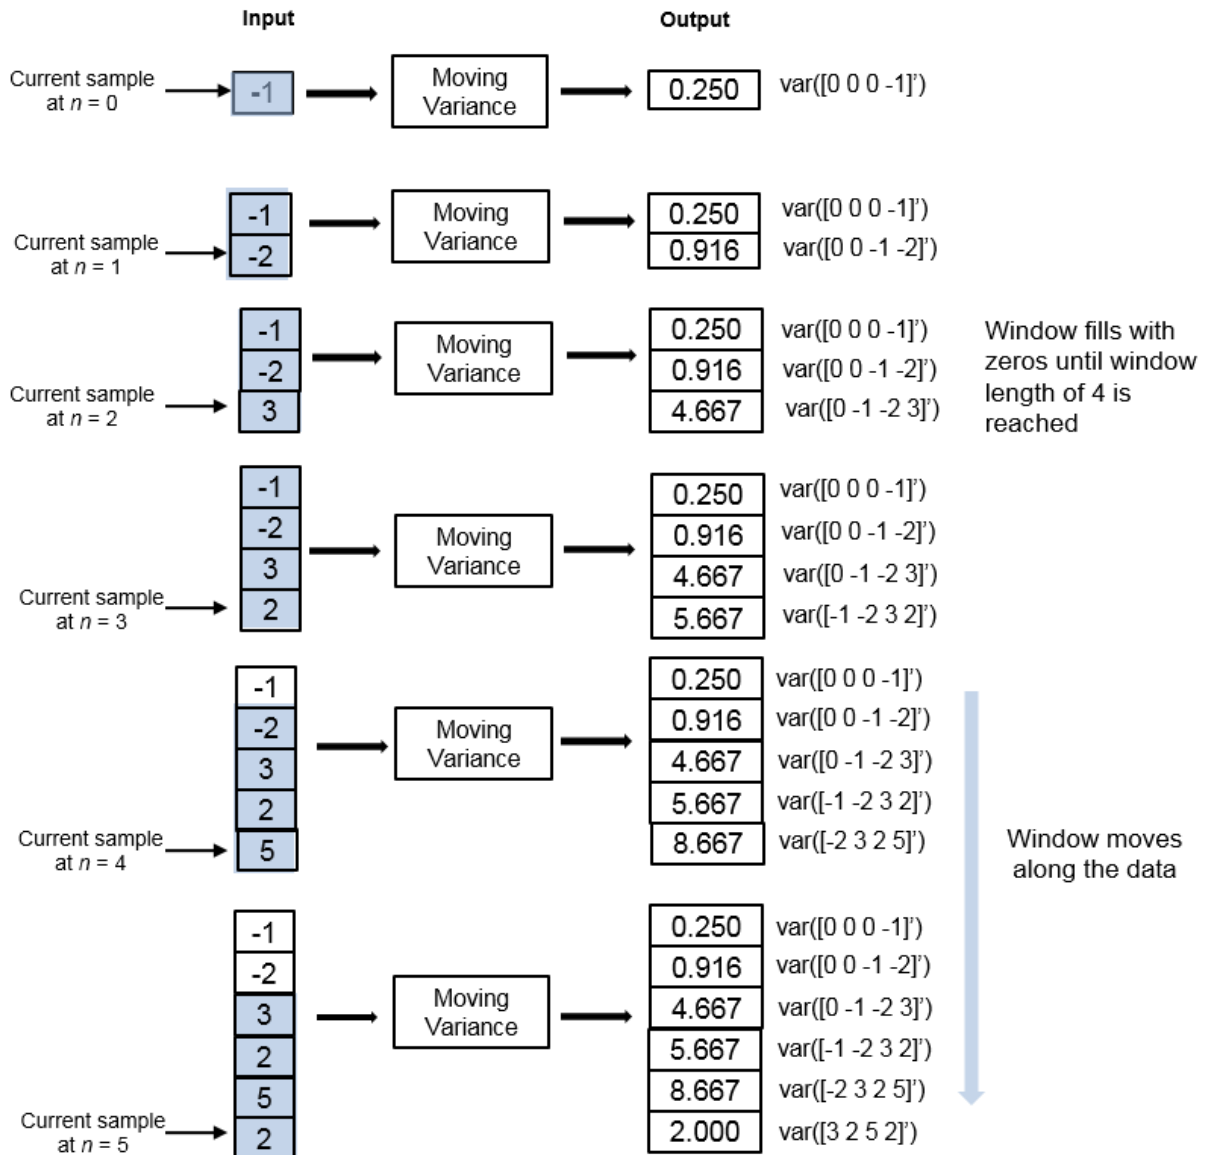 Input
Output
Current sample
at n = 0
-1
Moving
Variance
0.250
var([0 0 0 -1]')
-1
-2
Current sample
at n = 1
Moving
Variance
0.250
0.916
var([0 0 0 -1]')
var([0 0 -1 -2]')
-1
-2
3
Current sample
at n = 2
Moving
Variance
0.250
0.916
4.667
var([0 0 0 -1]')
var([0 0 -1 -2]')
var([0 -1 -2 3]')
Window fills with
zeros until window
length of 4 is
reached
-1
-2
3
2
Current sample
at n = 3
Moving
Variance
0.250
0.916
4.667
5.667
var([0 0 0 -1]')
var([0 0 -1 -2]')
var([0 -1 -2 3]')
var([-1 -2 3 2]')
-1
-2
3
2
5
Current sample
at n = 4
Moving
Variance
0.250
0.916
4.667
5.667
8.667
var([0 0 0 -1]')
var([0 0 -1 -2]')
var([0 -1 -2 3]')
var([-1 -2 3 2]')
var([-2 3 2 5]')
Window moves
along the data
-1
-2
3
2
5
2
Current sample
at n = 5
Moving
Variance
0.250
0.916
4.667
5.667
8.667
2.000
var([0 0 0 -1]')
var([0 0 -1 -2]')
var([0 -1 -2 3]')
var([-1 -2 3 2]')
var([-2 3 2 5]')
var([3 2 5 2]')